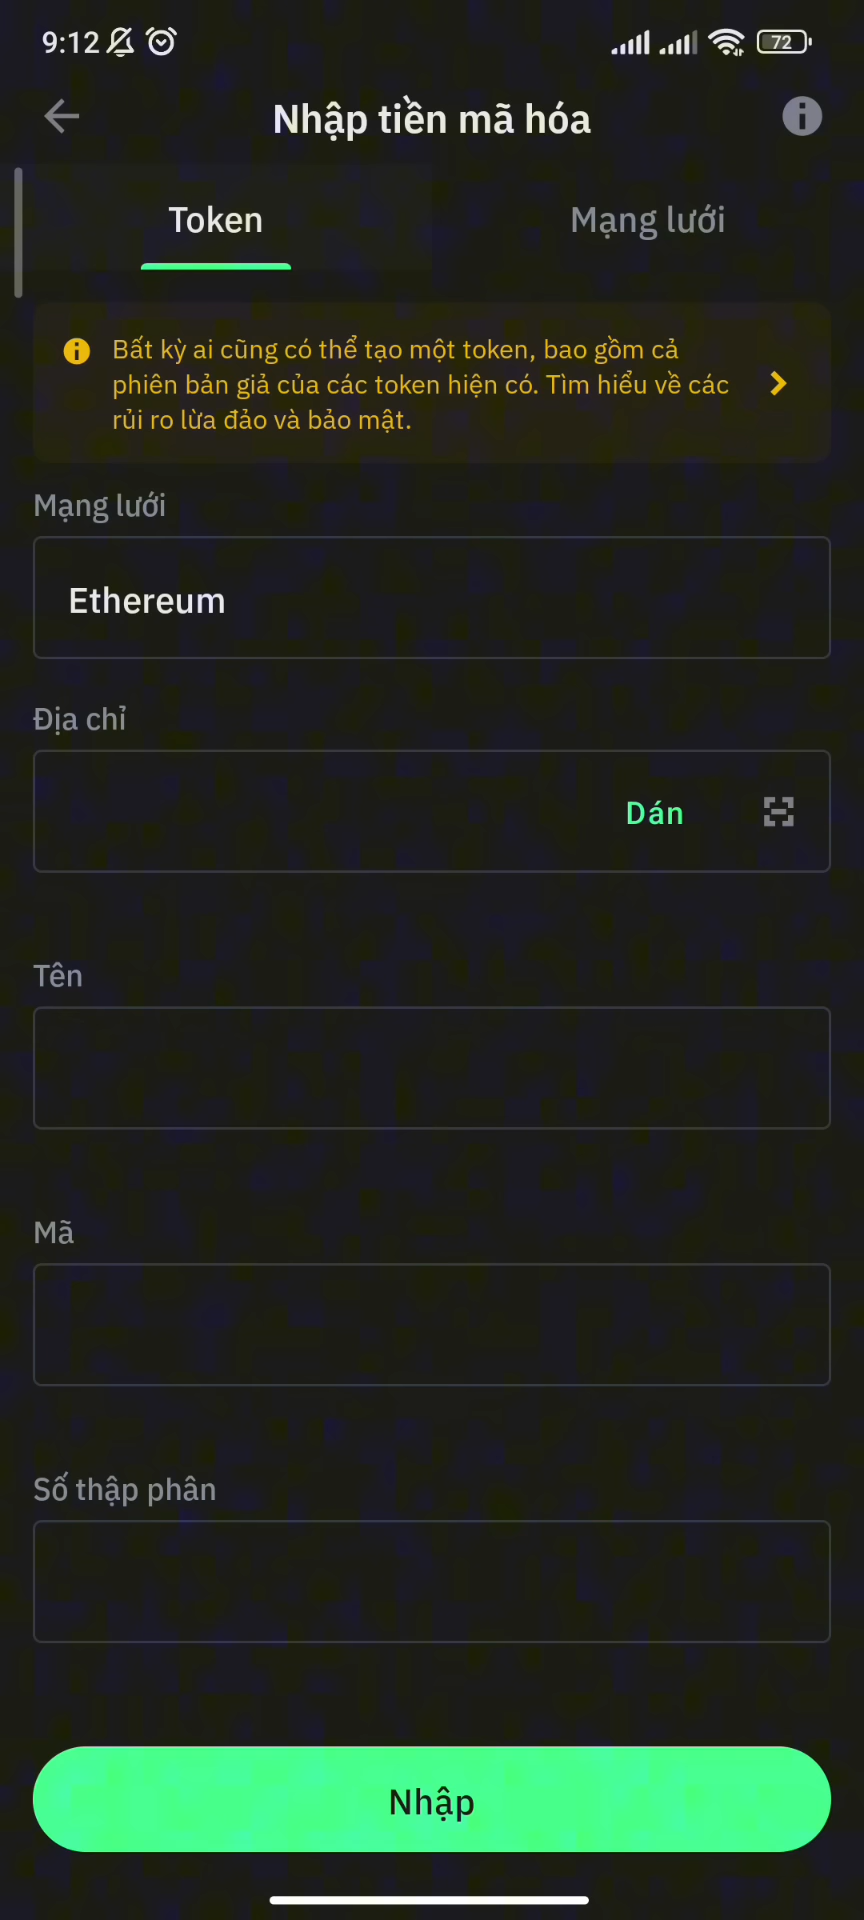 9:12
72
Nhập tiền mã hóa
Token
Mạng lưới
Bất kỳ ai cũng có thể tạo một token, bao gồm cả
phiên bản giả của các token hiện có. Tìm hiểu về các
rủi ro lừa đảo và bảo mật.
Mạng lưới
Ethereum
Địa chỉ
Dán
Tên
Mã
Số thập phân
Nhập